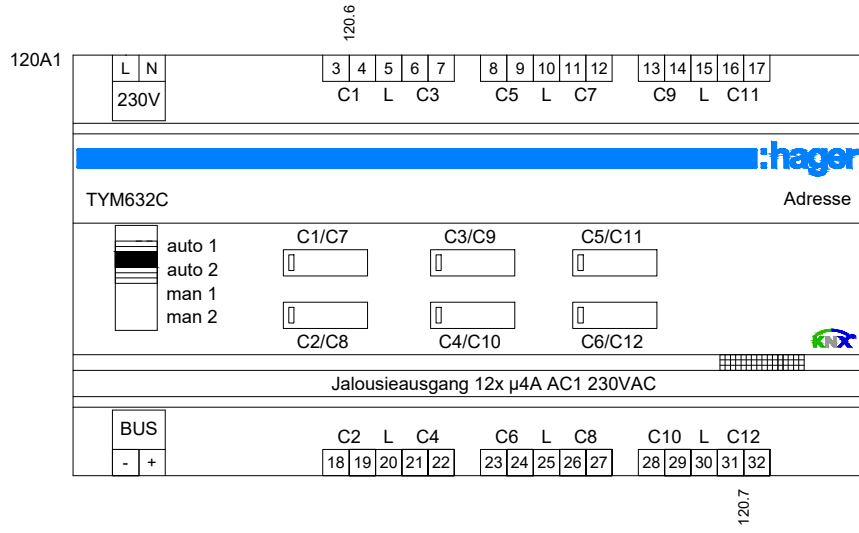 120.6
120A1
L N 3 4 5 6 7 8 9 10 11 12 13 14 15 16 17
230V C1 L C3 C5 L C7 C9 L C11
:hager
TYM632C Adresse
C1/C7 C3/C9 C5/C11
auto 1
auto 2
man 1
man 2
C2/C8 C4/C10 C6/C12
KNX
Jalousieausgang 12x µ4A AC1 230VAC
BUS C2 L C4 C6 L C8 C10 L C12
- + 18 19 20 21 22 23 24 25 26 27 28 29 30 31 32
120.7